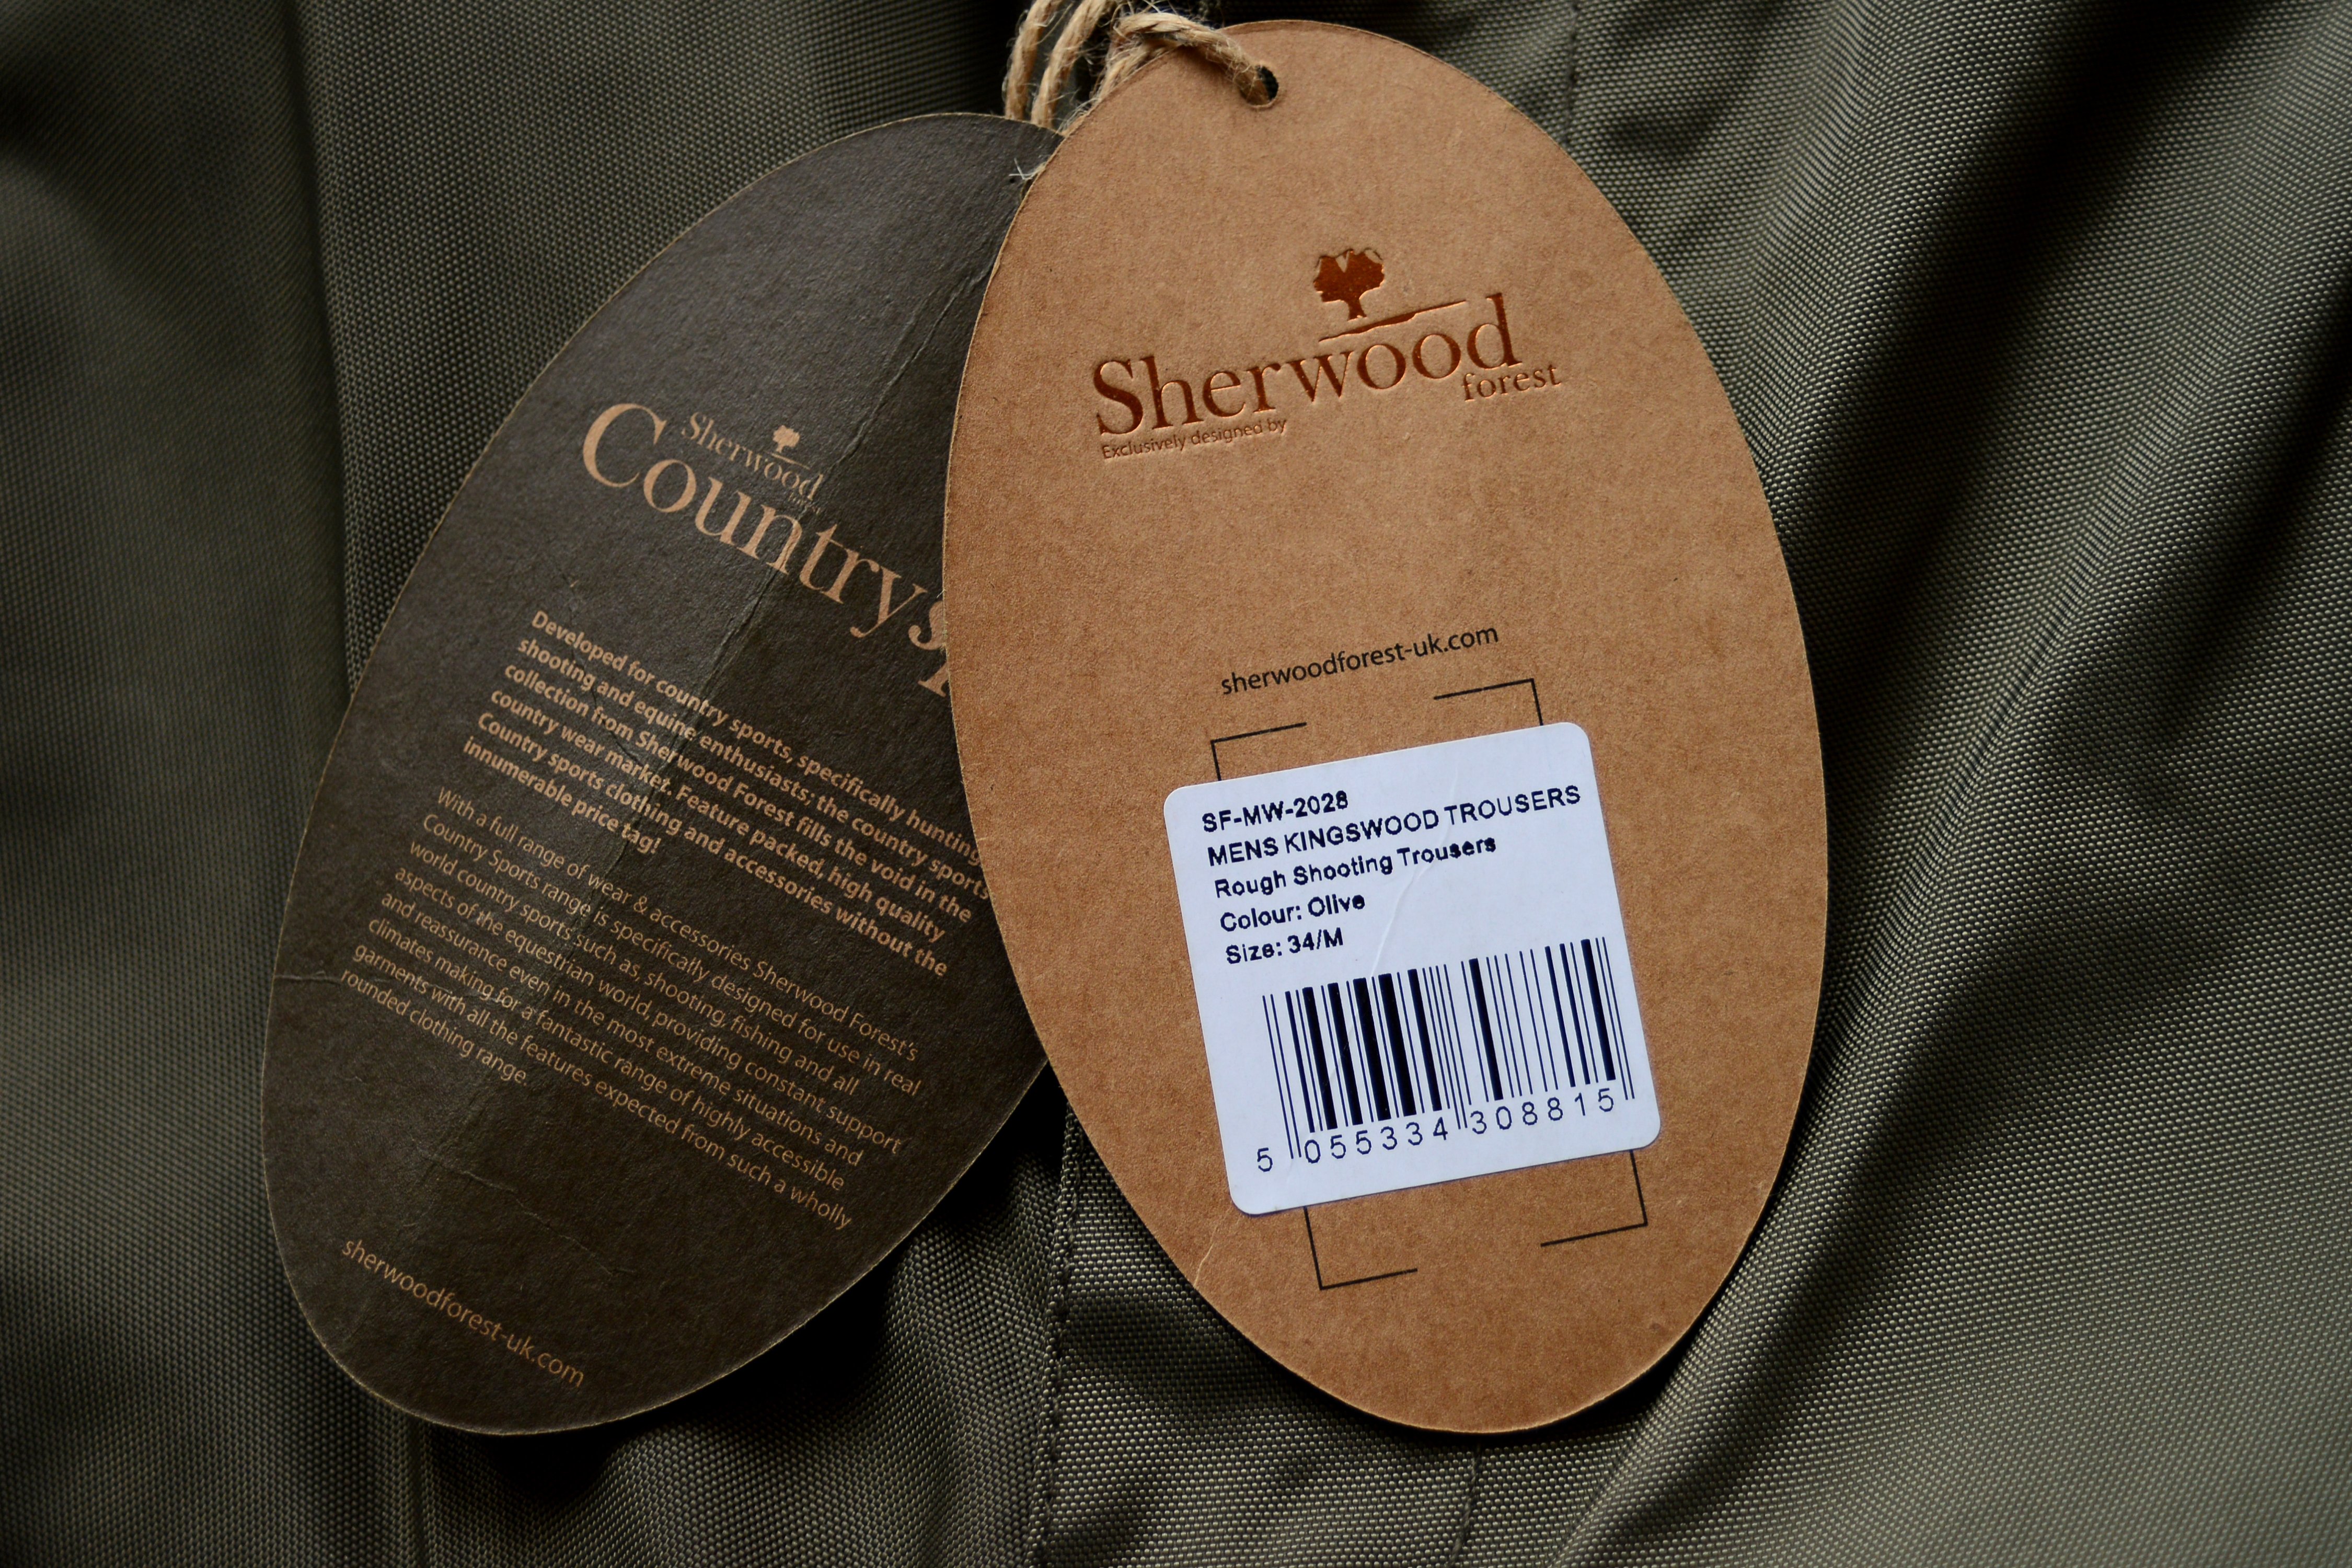 Sherwood
Countrys
Developed for country sports, specifically hunting,
shooting and equine enthusiasts, the country sports
collection from Sherwood Forest fills the void in the
country wear market. Feature packed, high quality
Country sports clothing and accessories without the
innumerable price tag!
With a full range of wear & accessories Sherwood Forest's
Country Sports range is specifically designed for use in real
world country sports such as, shooting, fishing and all
aspects of the equestrian world, providing constant support
and reassurance even in the most extreme situations and
climates making for a fantastic range of highly accessible
garments with all the features expected from such a wholly
rounded clothing range.
sherwoodforest-uk.com
Sherwood
forest
Exclusively designed by
sherwoodforest-uk.com
SF-MW-2028
MENS KINGSWOOD TROUSERS
Rough Shooting Trousers
Colour: Olive
Size: 34/M
5 055334 308815